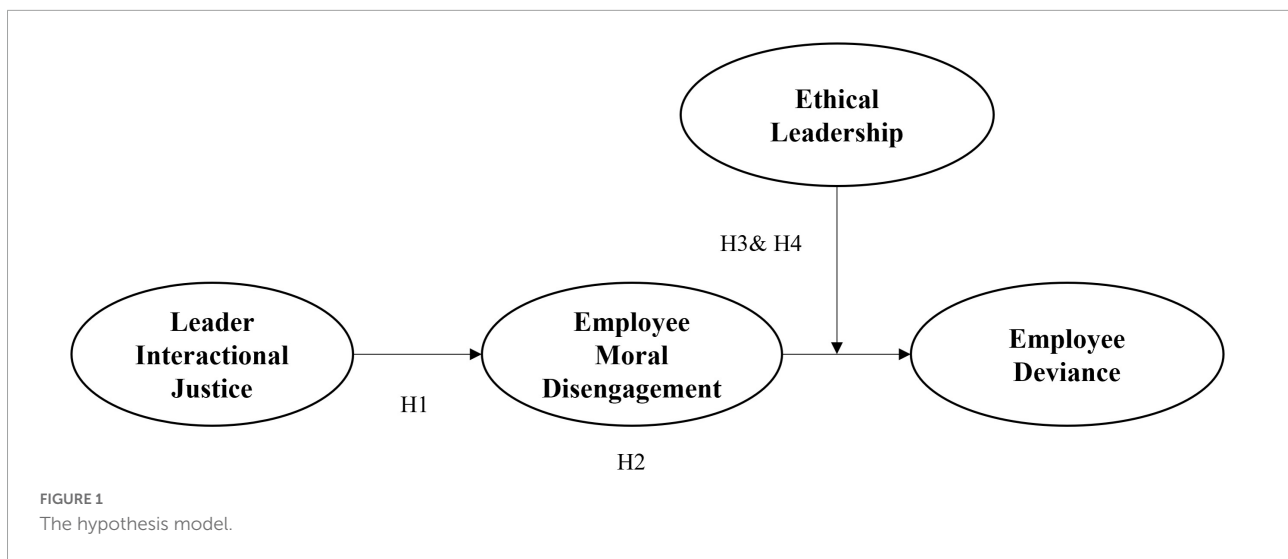 Ethical
Leadership
H3& H4
Leader
Interactional
Justice
H1
Employee
Moral
Disengagement
H2
Employee
Deviance
FIGURE 1
The hypothesis model.